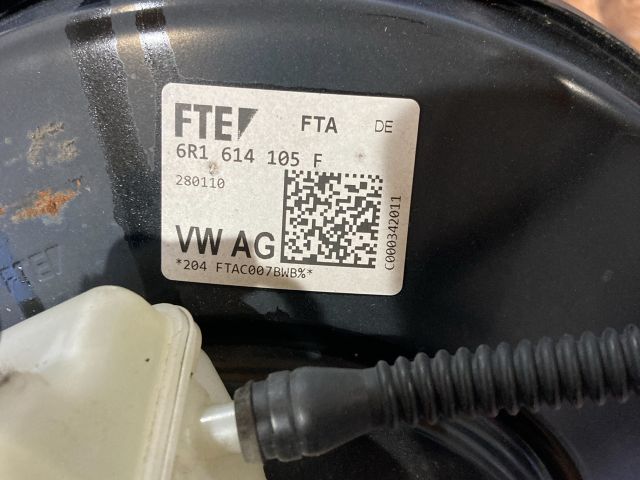 FTE FTA DE
6R1 614 105 F
280110
VW AG
*204 FTAC007BWB%*
C000342011